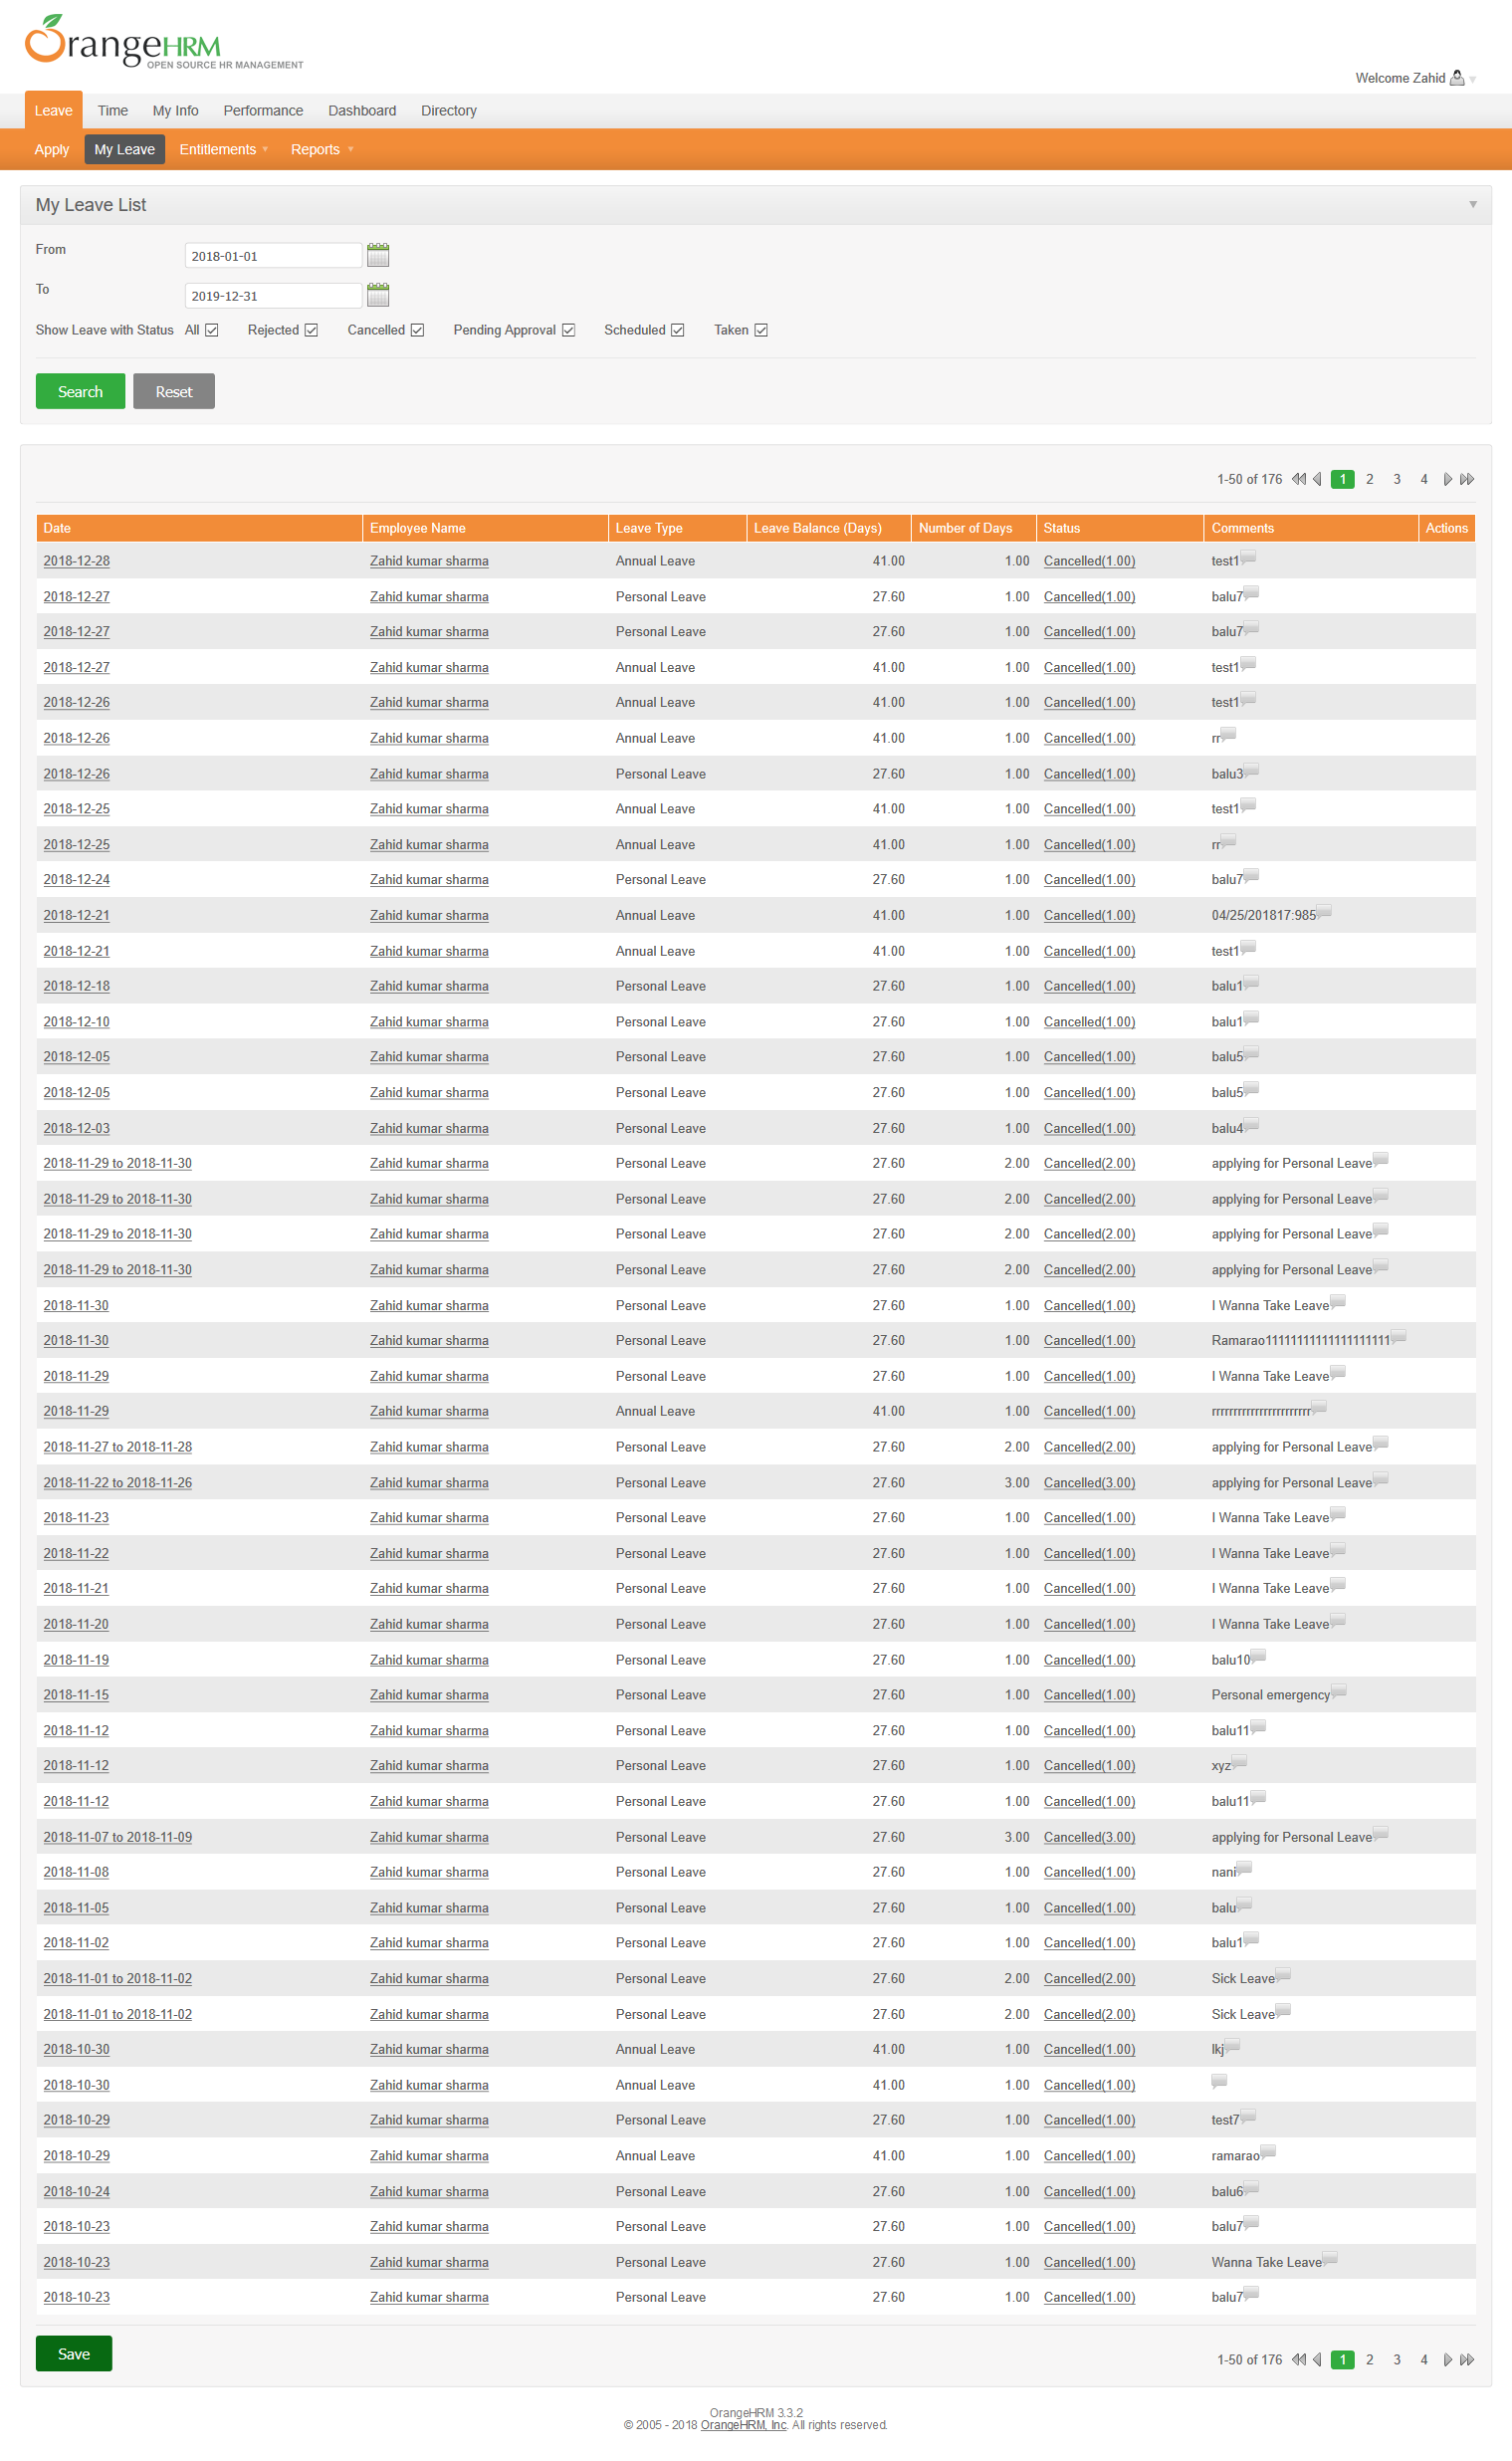 OrangeHRM
OPEN SOURCE HR MANAGEMENT
Welcome Zahid
Leave Time My Info Performance Dashboard Directory
Apply My Leave Entitlements Reports
My Leave List
From 2018-01-01
To 2019-12-31
Show Leave with Status All Rejected Cancelled Pending Approval Scheduled Taken
Search Reset
1-50 of 176 1 2 3 4
Date Employee Name Leave Type Leave Balance (Days) Number of Days Status Comments Actions
2018-12-28 Zahid kumar sharma Annual Leave 41.00 1.00 Cancelled(1.00) test1
2018-12-27 Zahid kumar sharma Personal Leave 27.60 1.00 Cancelled(1.00) balu7
2018-12-27 Zahid kumar sharma Personal Leave 27.60 1.00 Cancelled(1.00) balu7
2018-12-27 Zahid kumar sharma Annual Leave 41.00 1.00 Cancelled(1.00) test1
2018-12-26 Zahid kumar sharma Annual Leave 41.00 1.00 Cancelled(1.00) test1
2018-12-26 Zahid kumar sharma Annual Leave 41.00 1.00 Cancelled(1.00) rr
2018-12-26 Zahid kumar sharma Personal Leave 27.60 1.00 Cancelled(1.00) balu3
2018-12-25 Zahid kumar sharma Annual Leave 41.00 1.00 Cancelled(1.00) test1
2018-12-25 Zahid kumar sharma Annual Leave 41.00 1.00 Cancelled(1.00) rr
2018-12-24 Zahid kumar sharma Personal Leave 27.60 1.00 Cancelled(1.00) balu7
2018-12-21 Zahid kumar sharma Annual Leave 41.00 1.00 Cancelled(1.00) 04/25/201817:985
2018-12-21 Zahid kumar sharma Annual Leave 41.00 1.00 Cancelled(1.00) test1
2018-12-18 Zahid kumar sharma Personal Leave 27.60 1.00 Cancelled(1.00) balu1
2018-12-10 Zahid kumar sharma Personal Leave 27.60 1.00 Cancelled(1.00) balu1
2018-12-05 Zahid kumar sharma Personal Leave 27.60 1.00 Cancelled(1.00) balu5
2018-12-05 Zahid kumar sharma Personal Leave 27.60 1.00 Cancelled(1.00) balu5
2018-12-03 Zahid kumar sharma Personal Leave 27.60 1.00 Cancelled(1.00) balu4
2018-11-29 to 2018-11-30 Zahid kumar sharma Personal Leave 27.60 2.00 Cancelled(2.00) applying for Personal Leave
2018-11-29 to 2018-11-30 Zahid kumar sharma Personal Leave 27.60 2.00 Cancelled(2.00) applying for Personal Leave
2018-11-29 to 2018-11-30 Zahid kumar sharma Personal Leave 27.60 2.00 Cancelled(2.00) applying for Personal Leave
2018-11-29 to 2018-11-30 Zahid kumar sharma Personal Leave 27.60 2.00 Cancelled(2.00) applying for Personal Leave
2018-11-30 Zahid kumar sharma Personal Leave 27.60 1.00 Cancelled(1.00) I Wanna Take Leave
2018-11-30 Zahid kumar sharma Personal Leave 27.60 1.00 Cancelled(1.00)
2018-11-29 Zahid kumar sharma Personal Leave 27.60 1.00 Cancelled(1.00) I Wanna Take Leave
2018-11-29 Zahid kumar sharma Annual Leave 41.00 1.00 Cancelled(1.00)
2018-11-27 to 2018-11-28 Zahid kumar sharma Personal Leave 27.60 2.00 Cancelled(2.00) applying for Personal Leave
2018-11-22 to 2018-11-26 Zahid kumar sharma Personal Leave 27.60 3.00 Cancelled(3.00) applying for Personal Leave
2018-11-23 Zahid kumar sharma Personal Leave 27.60 1.00 Cancelled(1.00) I Wanna Take Leave
2018-11-22 Zahid kumar sharma Personal Leave 27.60 1.00 Cancelled(1.00) I Wanna Take Leave
2018-11-21 Zahid kumar sharma Personal Leave 27.60 1.00 Cancelled(1.00) I Wanna Take Leave
2018-11-20 Zahid kumar sharma Personal Leave 27.60 1.00 Cancelled(1.00) I Wanna Take Leave
2018-11-19 Zahid kumar sharma Personal Leave 27.60 1.00 Cancelled(1.00) balu10
2018-11-15 Zahid kumar sharma Personal Leave 27.60 1.00 Cancelled(1.00) Personal emergency
2018-11-12 Zahid kumar sharma Personal Leave 27.60 1.00 Cancelled(1.00) balu11
2018-11-12 Zahid kumar sharma Personal Leave 27.60 1.00 Cancelled(1.00) xyz
2018-11-12 Zahid kumar sharma Personal Leave 27.60 1.00 Cancelled(1.00) balu11
2018-11-07 to 2018-11-09 Zahid kumar sharma Personal Leave 27.60 3.00 Cancelled(3.00) applying for Personal Leave
2018-11-08 Zahid kumar sharma Personal Leave 27.60 1.00 Cancelled(1.00) nani
2018-11-05 Zahid kumar sharma Personal Leave 27.60 1.00 Cancelled(1.00) balu
2018-11-02 Zahid kumar sharma Personal Leave 27.60 1.00 Cancelled(1.00) balu1
2018-11-01 to 2018-11-02 Zahid kumar sharma Personal Leave 27.60 2.00 Cancelled(2.00) Sick Leave
2018-11-01 to 2018-11-02 Zahid kumar sharma Personal Leave 27.60 2.00 Cancelled(2.00) Sick Leave
2018-10-30 Zahid kumar sharma Annual Leave 41.00 1.00 Cancelled(1.00) lkj
2018-10-30 Zahid kumar sharma Annual Leave 41.00 1.00 Cancelled(1.00)
2018-10-29 Zahid kumar sharma Personal Leave 27.60 1.00 Cancelled(1.00) test7
2018-10-29 Zahid kumar sharma Annual Leave 41.00 1.00 Cancelled(1.00) ramarao
2018-10-24 Zahid kumar sharma Personal Leave 27.60 1.00 Cancelled(1.00) balu6
2018-10-23 Zahid kumar sharma Personal Leave 27.60 1.00 Cancelled(1.00) balu7
2018-10-23 Zahid kumar sharma Personal Leave 27.60 1.00 Cancelled(1.00) Wanna Take Leave
2018-10-23 Zahid kumar sharma Personal Leave 27.60 1.00 Cancelled(1.00) balu7
Save
1-50 of 176 1 2 3 4
OrangeHRM 3.3.2
© 2005 - 2018 OrangeHRM, Inc. All rights reserved.